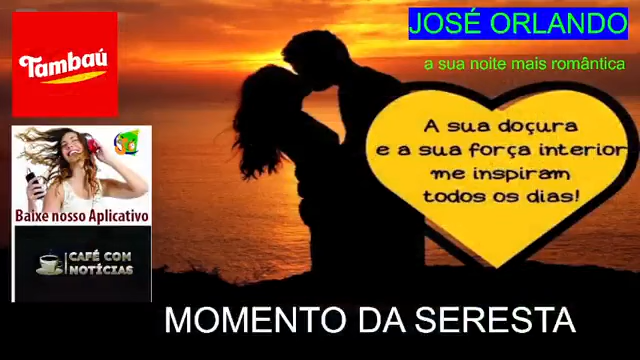 Tambaú
JOSÉ ORLANDO
a sua noite mais romântica
A sua doçura
e a sua força interior
me inspiram
todos os dias!
Baixe nosso Aplicativo
CAFÉ COM
NOTÍCIAS
MOMENTO DA SERESTA